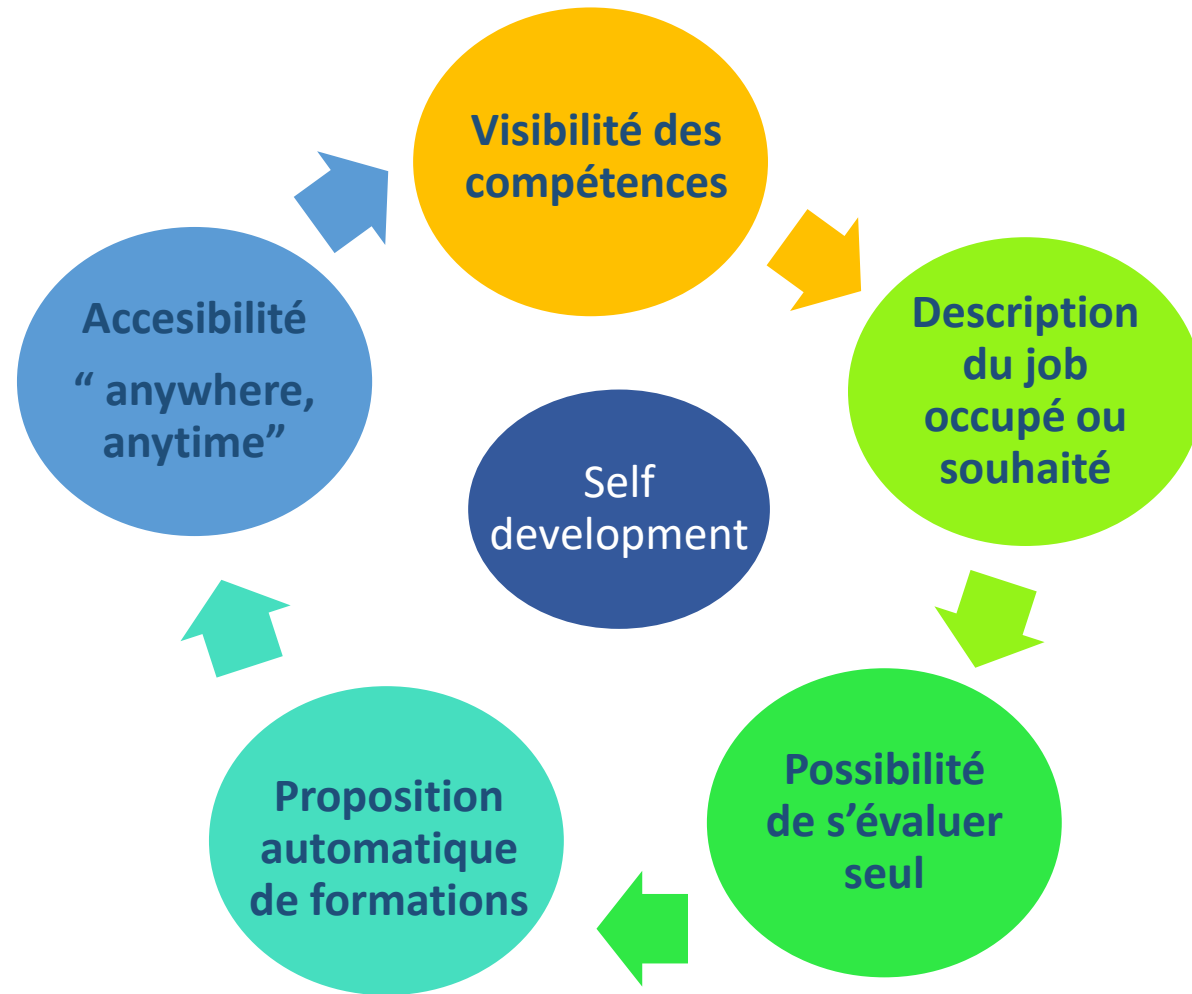 Visibilité des
compétences
Description
du job
occupé ou
souhaité
Possibilité
de s’évaluer
seul
Proposition
automatique
de formations
Accesibilité
“ anywhere,
anytime”
Self
development